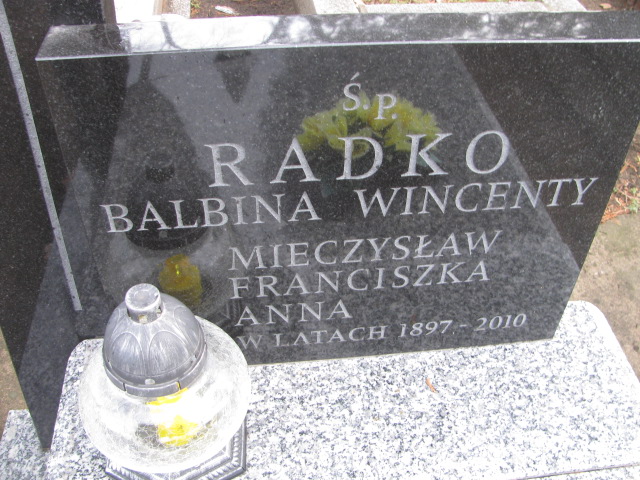 Ś.P.
RADKO
BALBINA WINCENTY
MIECZYSŁAW
FRANCISZKA
ANNA
W LATACH 1897 - 2010